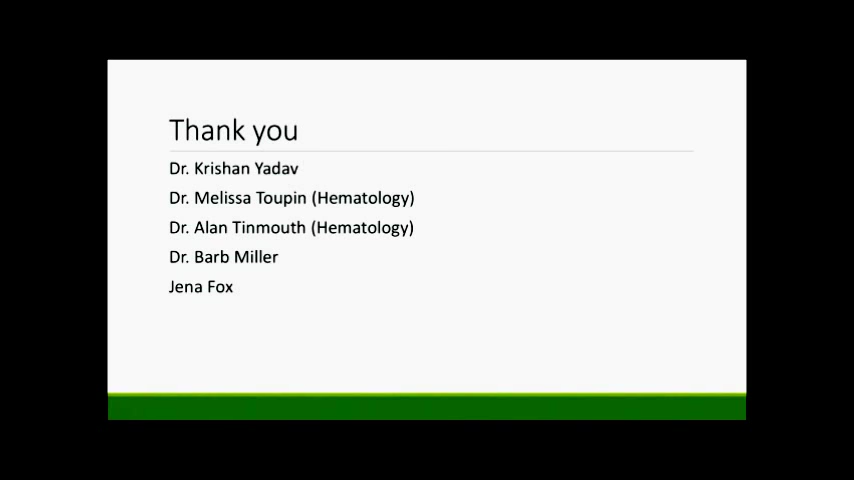 Thank you
Dr. Krishan Yadav
Dr. Melissa Toupin (Hematology)
Dr. Alan Tinmouth (Hematology)
Dr. Barb Miller
Jena Fox